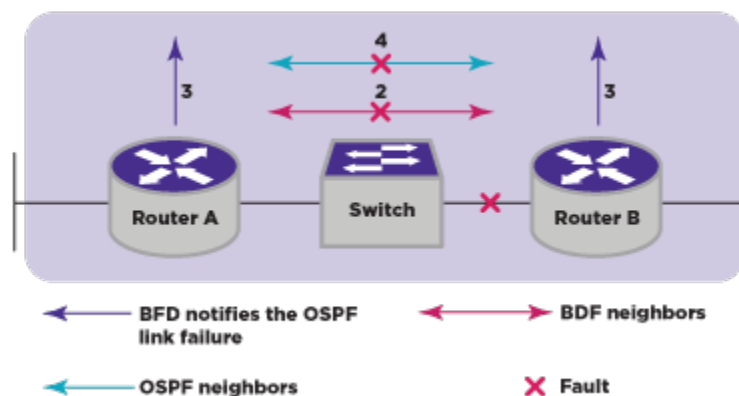 4
3
2
3
Router A
Switch
Router B
BFD notifies the OSPF
link failure
BDF neighbors
OSPF neighbors
Fault